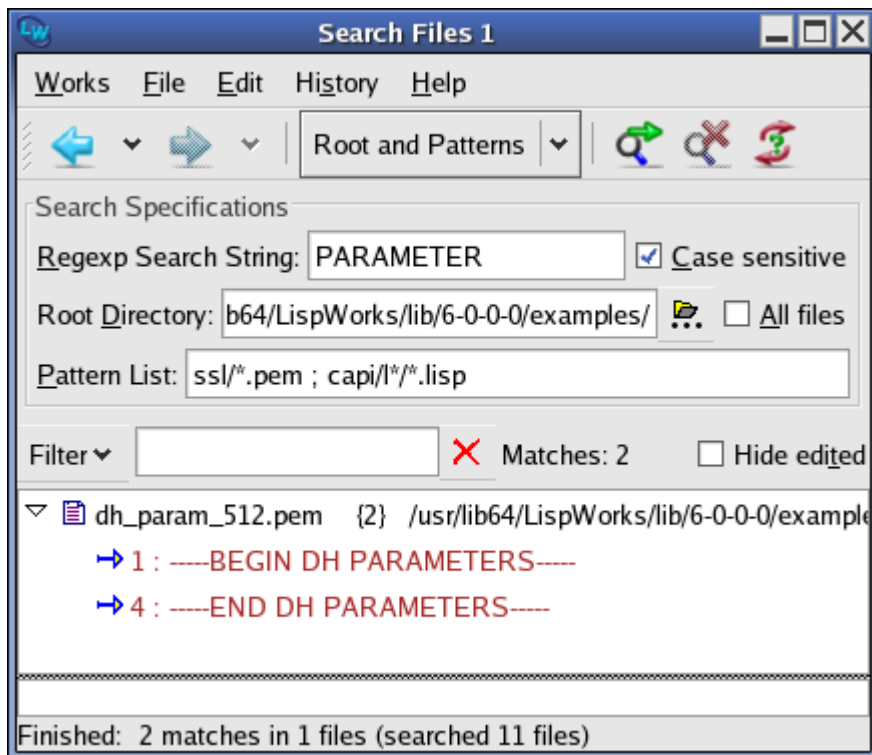 LW Search Files 1
Works File Edit History Help
Root and Patterns
Search Specifications
Regexp Search String: PARAMETER Case sensitive
Root Directory: b64/LispWorks/lib/6-0-0-0/examples/ All files
Pattern List: ssl/*.pem ; capi/l*/*.lisp
Filter Matches: 2 Hide edited
dh_param_512.pem {2} /usr/lib64/LispWorks/lib/6-0-0-0/example
1 : -----BEGIN DH PARAMETERS-----
4 : -----END DH PARAMETERS-----
Finished: 2 matches in 1 files (searched 11 files)